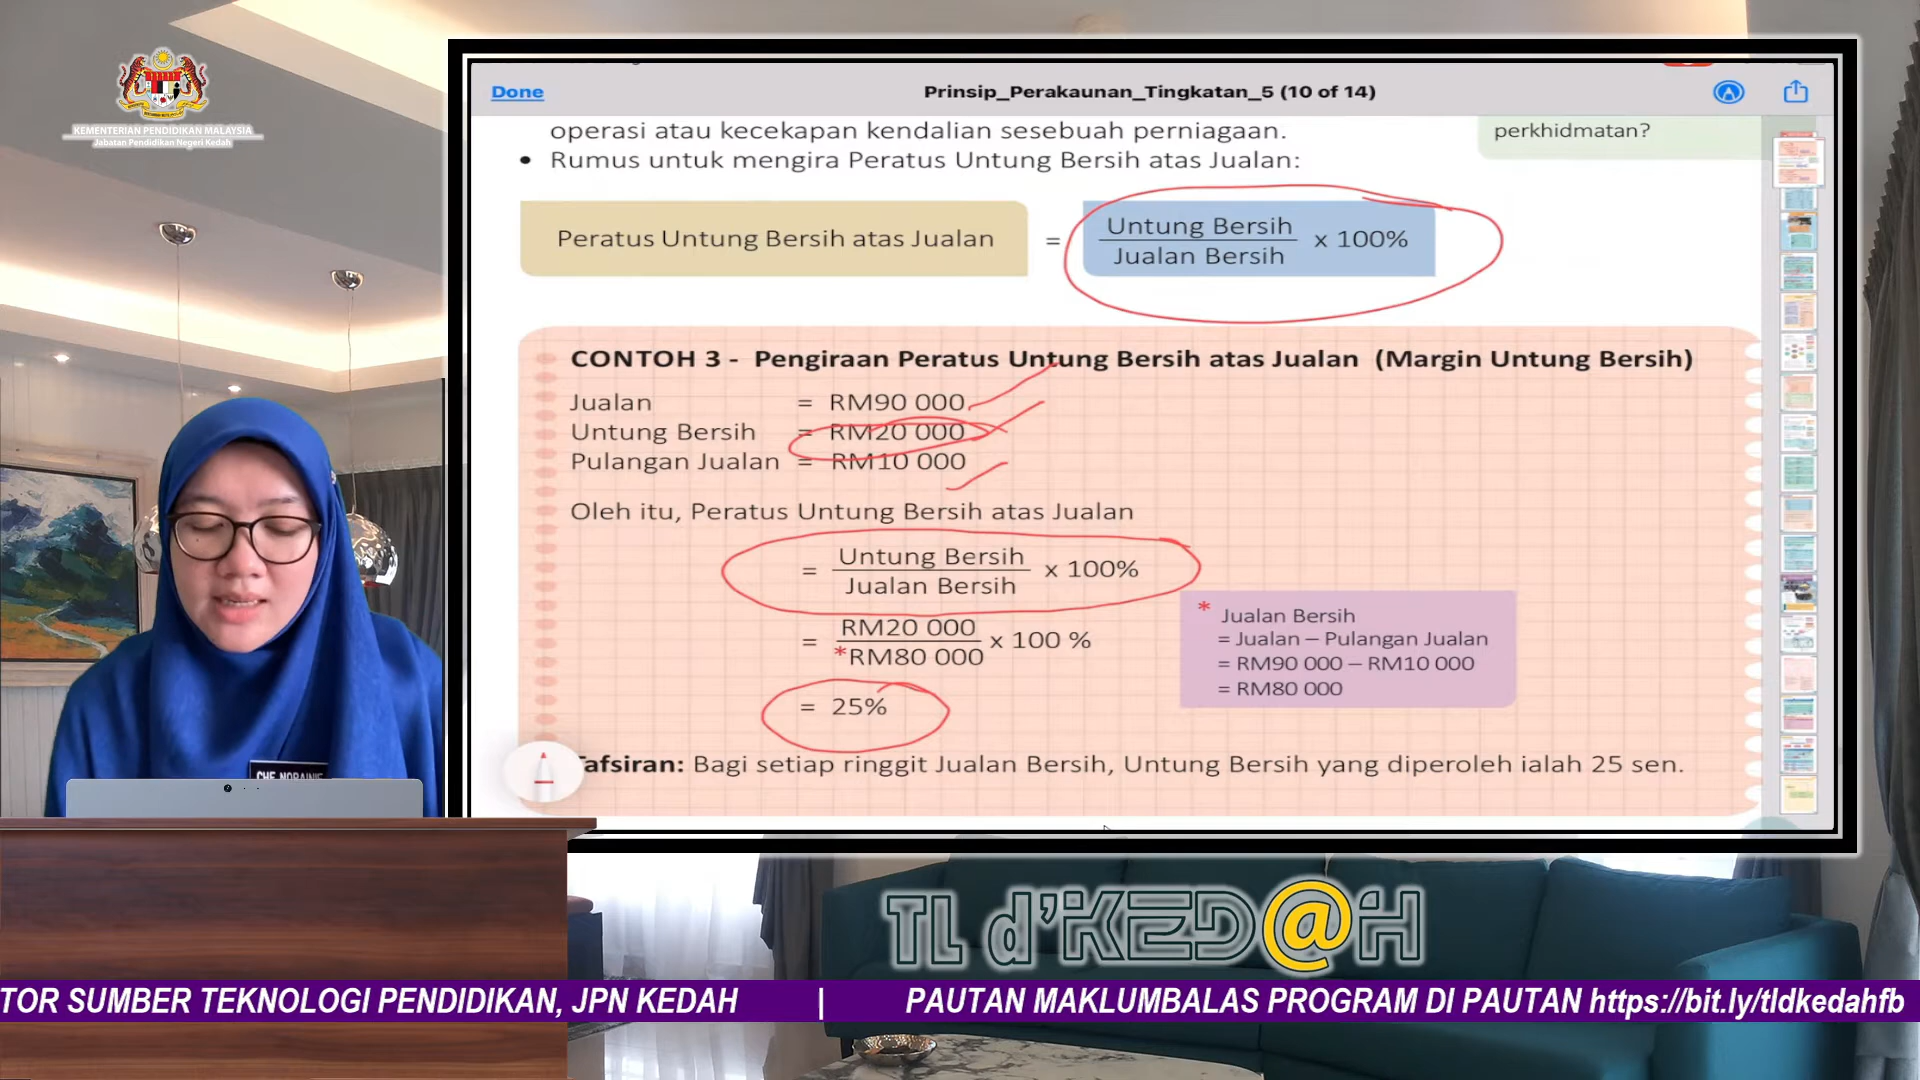 KEMENTERIAN PENDIDIKAN MALAYSIA
Jabatan Pendidikan Negeri Kedah
Done
Prinsip_Perakaunan_Tingkatan_5 (10 of 14)
operasi atau kecekapan kendalian sesebuah perniagaan.
perkhidmatan?
• Rumus untuk mengira Peratus Untung Bersih atas Jualan:
Peratus Untung Bersih atas Jualan = Untung Bersih / Jualan Bersih x 100%
CONTOH 3 - Pengiraan Peratus Untung Bersih atas Jualan (Margin Untung Bersih)
Jualan = RM90 000
Untung Bersih = RM20 000
Pulangan Jualan = RM10 000
Oleh itu, Peratus Untung Bersih atas Jualan
= Untung Bersih / Jualan Bersih x 100%
= RM20 000 / *RM80 000 x 100 %
= 25%
* Jualan Bersih
= Jualan – Pulangan Jualan
= RM90 000 – RM10 000
= RM80 000
afsiran: Bagi setiap ringgit Jualan Bersih, Untung Bersih yang diperoleh ialah 25 sen.
CHE NORAINIE
TL d'KED@H
TOR SUMBER TEKNOLOGI PENDIDIKAN, JPN KEDAH | PAUTAN MAKLUMBALAS PROGRAM DI PAUTAN https://bit.ly/tldkedahfb